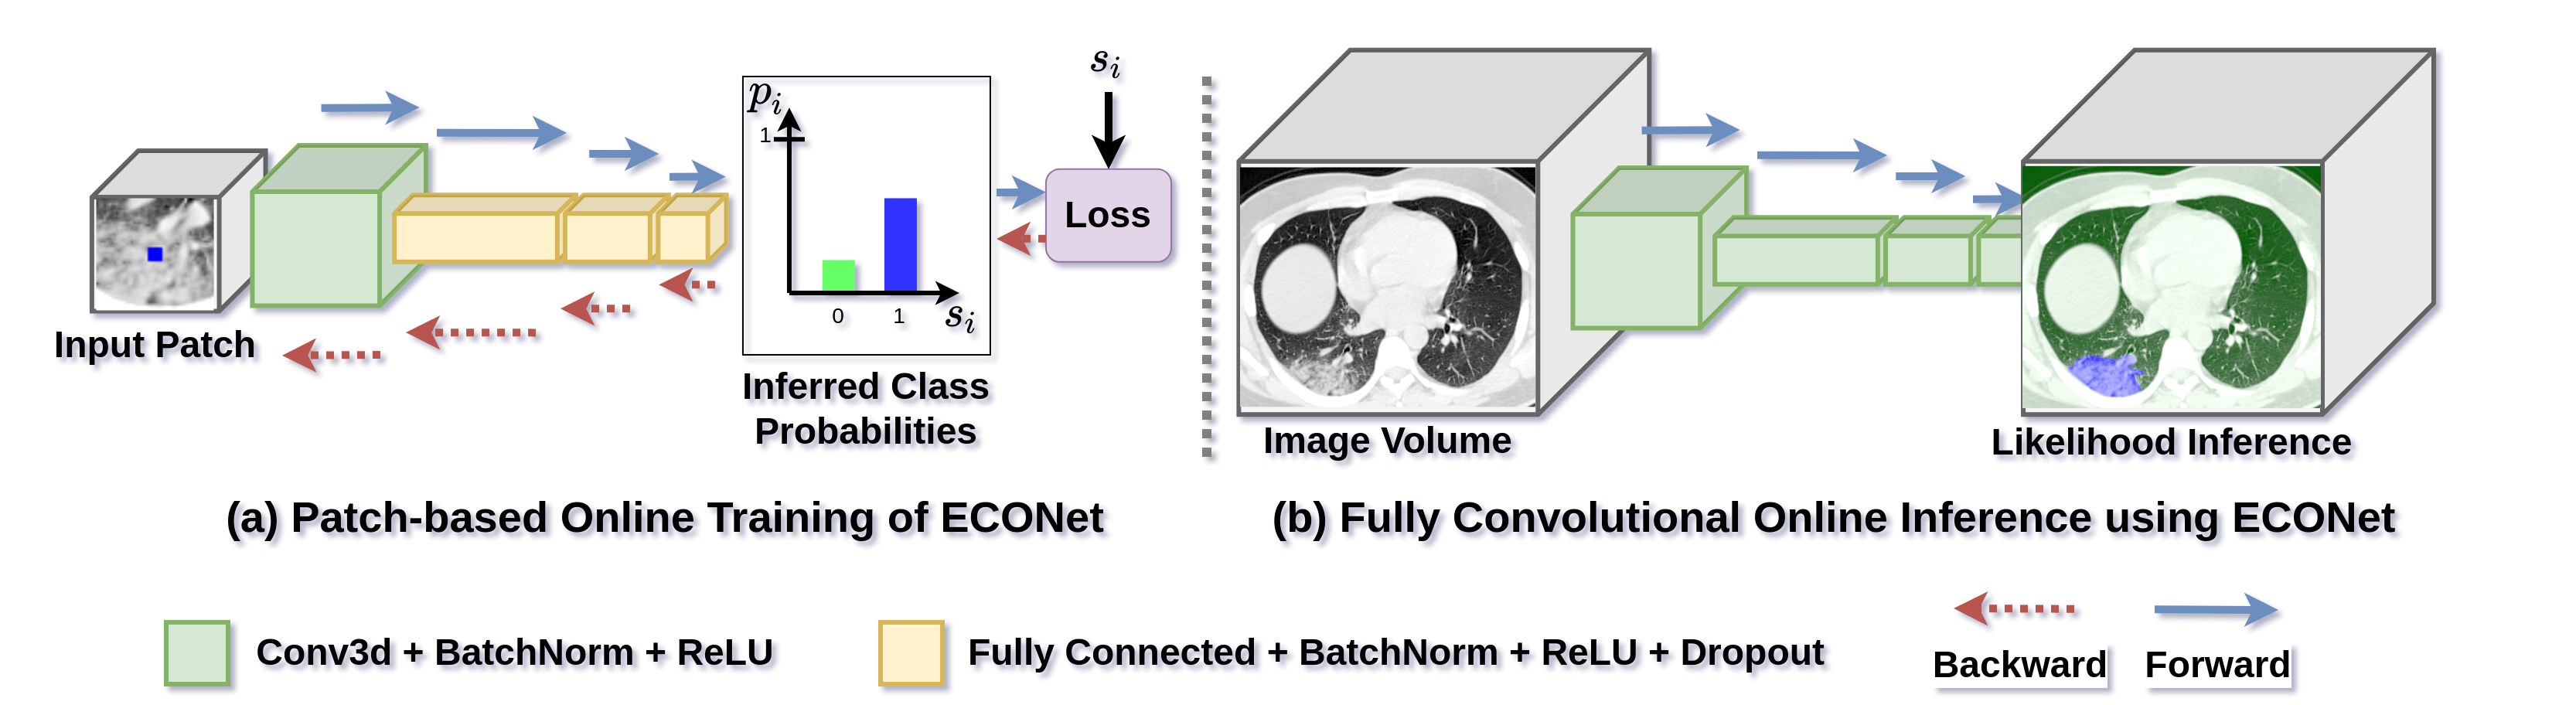 s_i
p_i
1
Loss
0 1 s_i
Input Patch
Inferred Class
Probabilities
Image Volume
Likelihood Inference
(a) Patch-based Online Training of ECONet
(b) Fully Convolutional Online Inference using ECONet
Conv3d + BatchNorm + ReLU
Fully Connected + BatchNorm + ReLU + Dropout
Backward
Forward